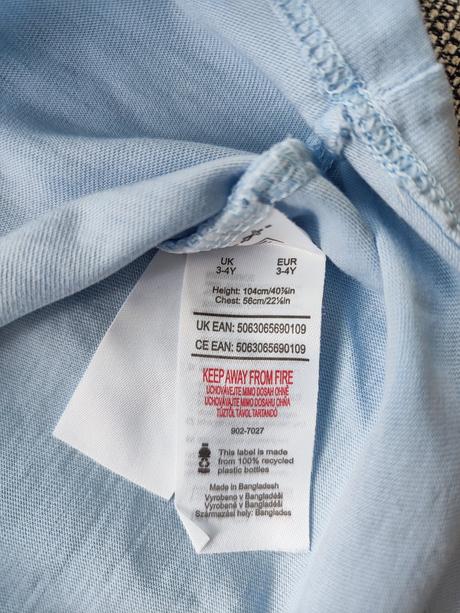 UK EUR
3-4Y 3-4Y
Height: 104cm/40⅞in
Chest: 56cm/22⅛in
UK EAN: 5063065690109
CE EAN: 5063065690109
KEEP AWAY FROM FIRE
UCHOVÁVEJTE MIMO DOSAH OHNĚ
UCHOVÁVAJTE MIMO DOSAHU OHŇA
TŰZTŐL TÁVOL TARTANDÓ
902-7027
This label is made
from 100% recycled
plastic bottles
Made in Bangladesh
Vyrobeno v Bangladéši
Vyrobené v Bangladéši
Származási hely: Banglades